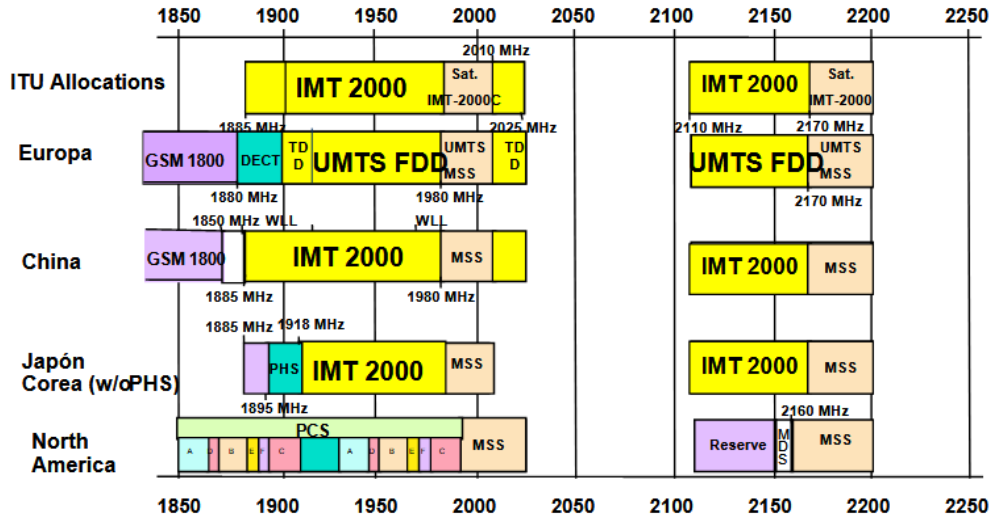 1850 1900 1950 2000 2050 2100 2150 2200 2250
2010 MHz
ITU Allocations
IMT 2000
Sat.
IMT-2000C
IMT 2000
Sat.
IMT-2000
1885 MHz
2025 MHz
2110 MHz
2170 MHz
Europa
GSM 1800
DECT
TD
D
UMTS FDD
UMTS
MSS
TD
D
UMTS FDD
UMTS
MSS
1880 MHz
1980 MHz
2170 MHz
1850 MHz WLL
WLL
China
GSM 1800
IMT 2000
MSS
IMT 2000
MSS
1885 MHz
1980 MHz
1885 MHz
1918 MHz
Japón
Corea (w/oPHS)
PHS
IMT 2000
MSS
IMT 2000
MSS
1895 MHz
2160 MHz
North
America
PCS
A D B E F C A D B E F C
MSS
Reserve
M
D
S
MSS
1850 1900 1950 2000 2050 2100 2150 2200 2250